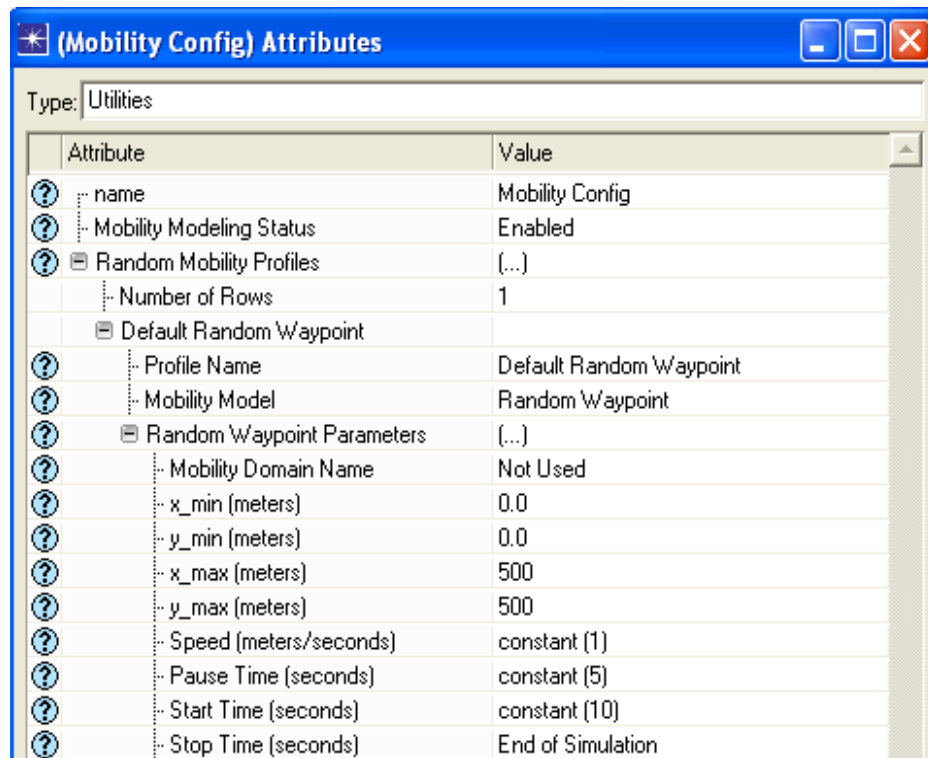 (Mobility Config) Attributes
Type: Utilities
Attribute Value
name Mobility Config
Mobility Modeling Status Enabled
Random Mobility Profiles (...)
Number of Rows 1
Default Random Waypoint
Profile Name Default Random Waypoint
Mobility Model Random Waypoint
Random Waypoint Parameters (...)
Mobility Domain Name Not Used
x_min (meters) 0.0
y_min (meters) 0.0
x_max (meters) 500
y_max (meters) 500
Speed (meters/seconds) constant (1)
Pause Time (seconds) constant (5)
Start Time (seconds) constant (10)
Stop Time (seconds) End of Simulation